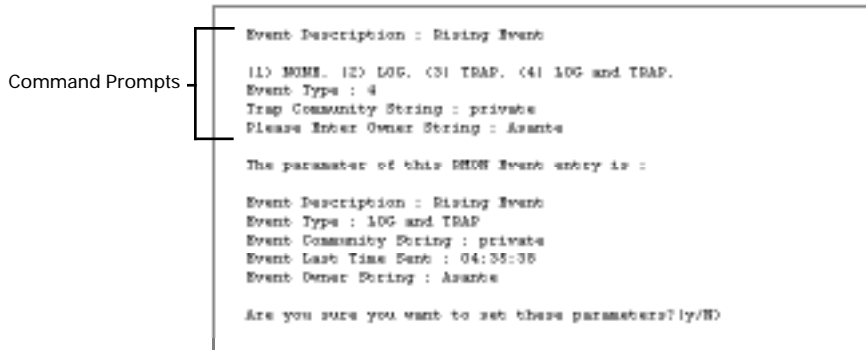 Command Prompts
Event Description : Rising Event
(1) NONE. (2) LOG. (3) TRAP. (4) LOG and TRAP.
Event Type : 4
Trap Community String : private
Please Enter Owner String : Asante
The parameter of this RMON Event entry is :
Event Description : Rising Event
Event Type : LOG and TRAP
Event Community String : private
Event Last Time Sent : 04:35:38
Event Owner String : Asante
Are you sure you want to set these parameters?(y/N)